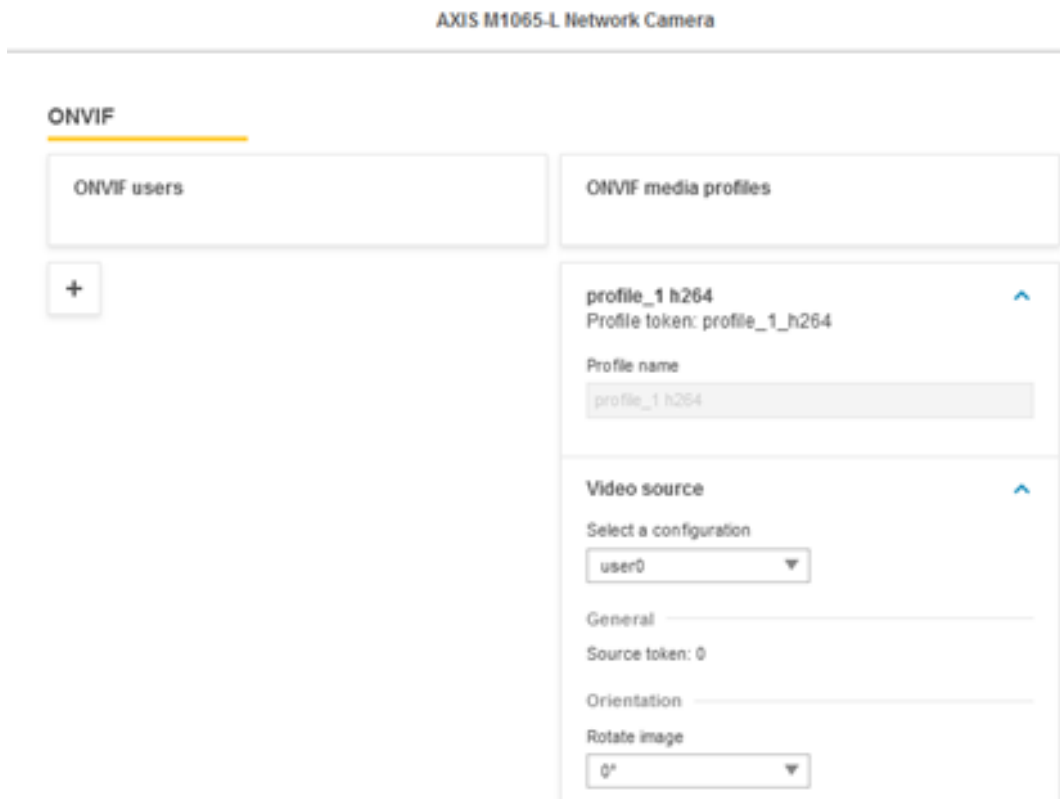 AXIS M1065-L Network Camera
ONVIF
ONVIF users
+
ONVIF media profiles
profile_1 h264
Profile token: profile_1_h264
Profile name
profile_1 h264
Video source
Select a configuration
user0
General
Source token: 0
Orientation
Rotate image
0°